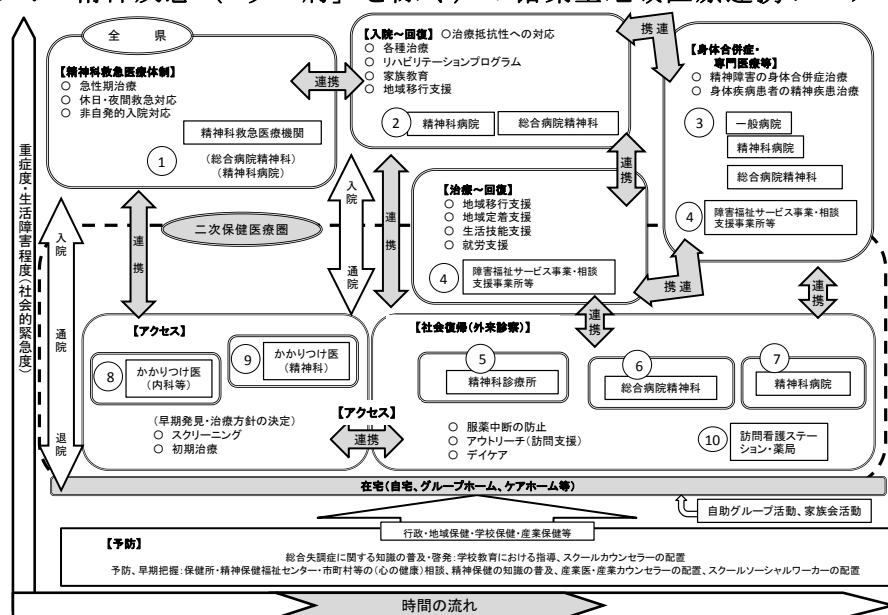 全　県
【精神科救急医療体制】
○ 急性期治療
○ 休日・夜間救急対応
○ 非自発的入院対応
精神科救急医療機関
①
(総合病院精神科)
(精神科病院)
連携
【入院～回復】 ○治療抵抗性への対応
○ 各種治療
○ リハビリテーションプログラム
○ 家族教育
○ 地域移行支援
②
精神科病院
総合病院精神科
携連
【身体合併症・
専門医療等】
○ 精神障害の身体合併症治療
○ 身体疾病患者の精神疾患治療
③
一般病院
精神科病院
総合病院精神科
④
障害福祉サービス事業・相談
支援事業所等
重症度・生活障害程度(社会的緊急度)
入院
通院
退院
連携
二次保健医療圏
入院
通院
連携
【治療～回復】
○ 地域移行支援
○ 地域定着支援
○ 生活技能支援
○ 就労支援
④
障害福祉サービス事業・相談
支援事業所等
連携
携連
連携
連携
【アクセス】
⑧
かかりつけ医
(内科等)
⑨
かかりつけ医
(精神科)
(早期発見・治療方針の決定)
○ スクリーニング
○ 初期治療
【アクセス】
連携
【社会復帰(外来診察)】
⑤
精神科診療所
⑥
総合病院精神科
⑦
精神科病院
○ 服薬中断の防止
○ アウトリーチ(訪問支援)
○ デイケア
⑩
訪問看護ステー
ション・薬局
在宅(自宅、グループホーム、ケアホーム等)
自助グループ活動、家族会活動
行政・地域保健・学校保健・産業保健等
【予防】
総合失調症に関する知識の普及・啓発:学校教育における指導、スクールカウンセラーの配置
予防、早期把握:保健所・精神保健福祉センター・市町村等の(心の健康)相談、精神保健の知識の普及、産業医・産業カウンセラーの配置、スクールソーシャルワーカーの配置
時間の流れ